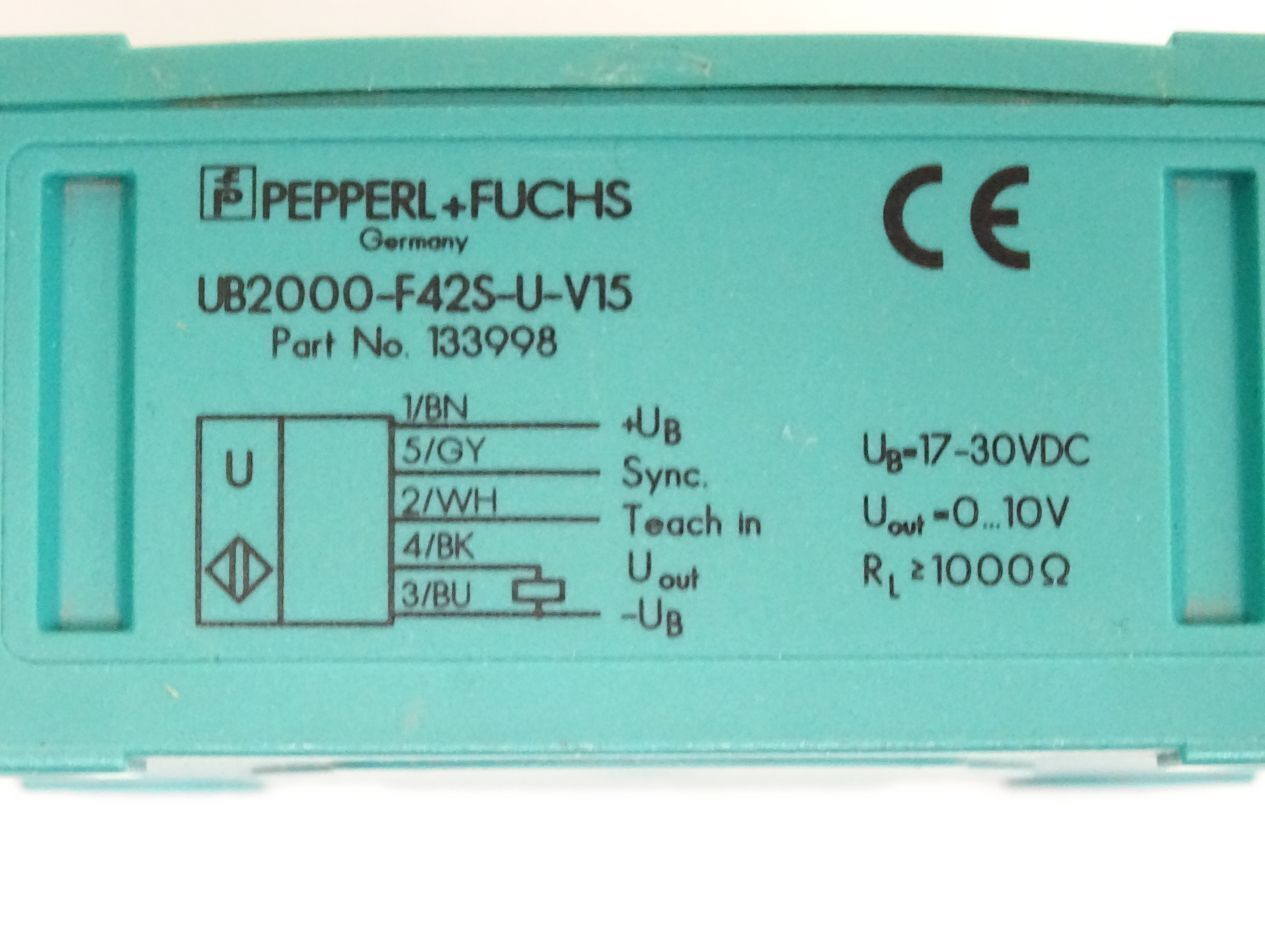 PEPPERL+FUCHS
Germany
UB2000-F42S-U-V15
Part No. 133998
CE
U
1/BN
+UB
5/GY
Sync.
2/WH
Teach in
4/BK
Uout
3/BU
-UB
UB=17-30VDC
Uout=0...10V
RL≥1000Ω